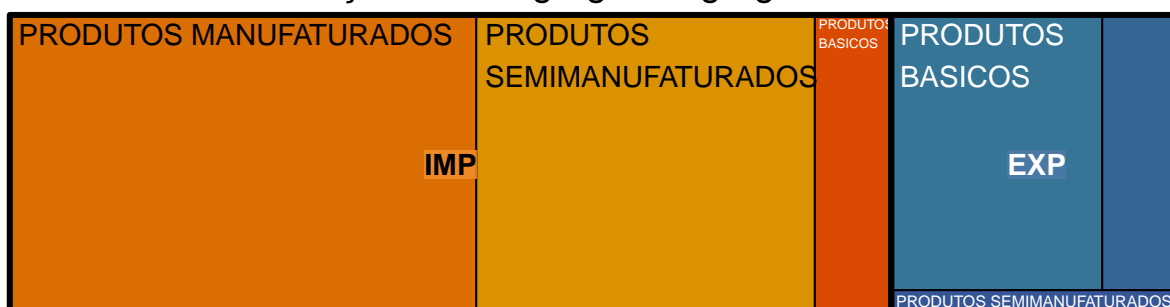 PRODUTOS MANUFATURADOS
PRODUTOS
SEMIMANUFATURADOS
PRODUTOS
BASICOS
PRODUTOS
BASICOS
IMP
EXP
PRODUTOS SEMIMANUFATURADOS